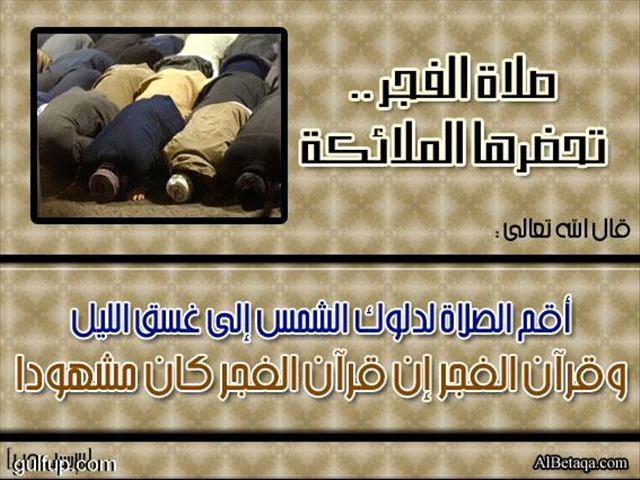 صلاة الفجر ..
تحضرها الملائكة
قال الله تعالى :
أقم الصلاة لدلوك الشمس إلى غسق الليل
وقرآن الفجر إن قرآن الفجر كان مشهودا
gulfup.com
AlBetaqa.com